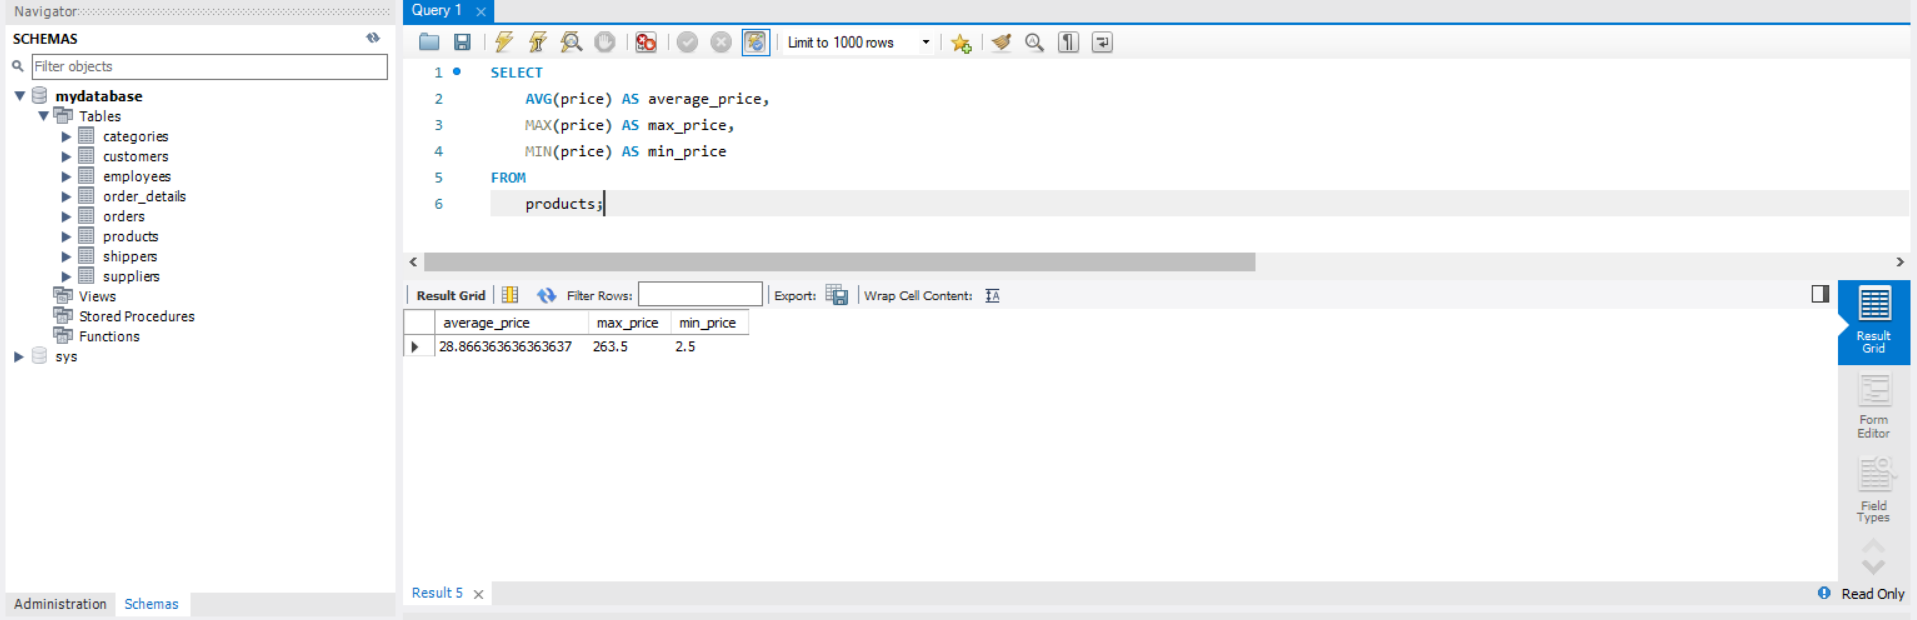 Navigator
SCHEMAS
Filter objects
mydatabase
Tables
categories
customers
employees
order_details
orders
products
shippers
suppliers
Views
Stored Procedures
Functions
sys
Administration Schemas
Query 1
Limit to 1000 rows
1 SELECT
2 AVG(price) AS average_price,
3 MAX(price) AS max_price,
4 MIN(price) AS min_price
5 FROM
6 products;
Result Grid Filter Rows: Export: Wrap Cell Content:
average_price max_price min_price
28.866363636363637 263.5 2.5
Result Grid
Form Editor
Field Types
Result 5
Read Only